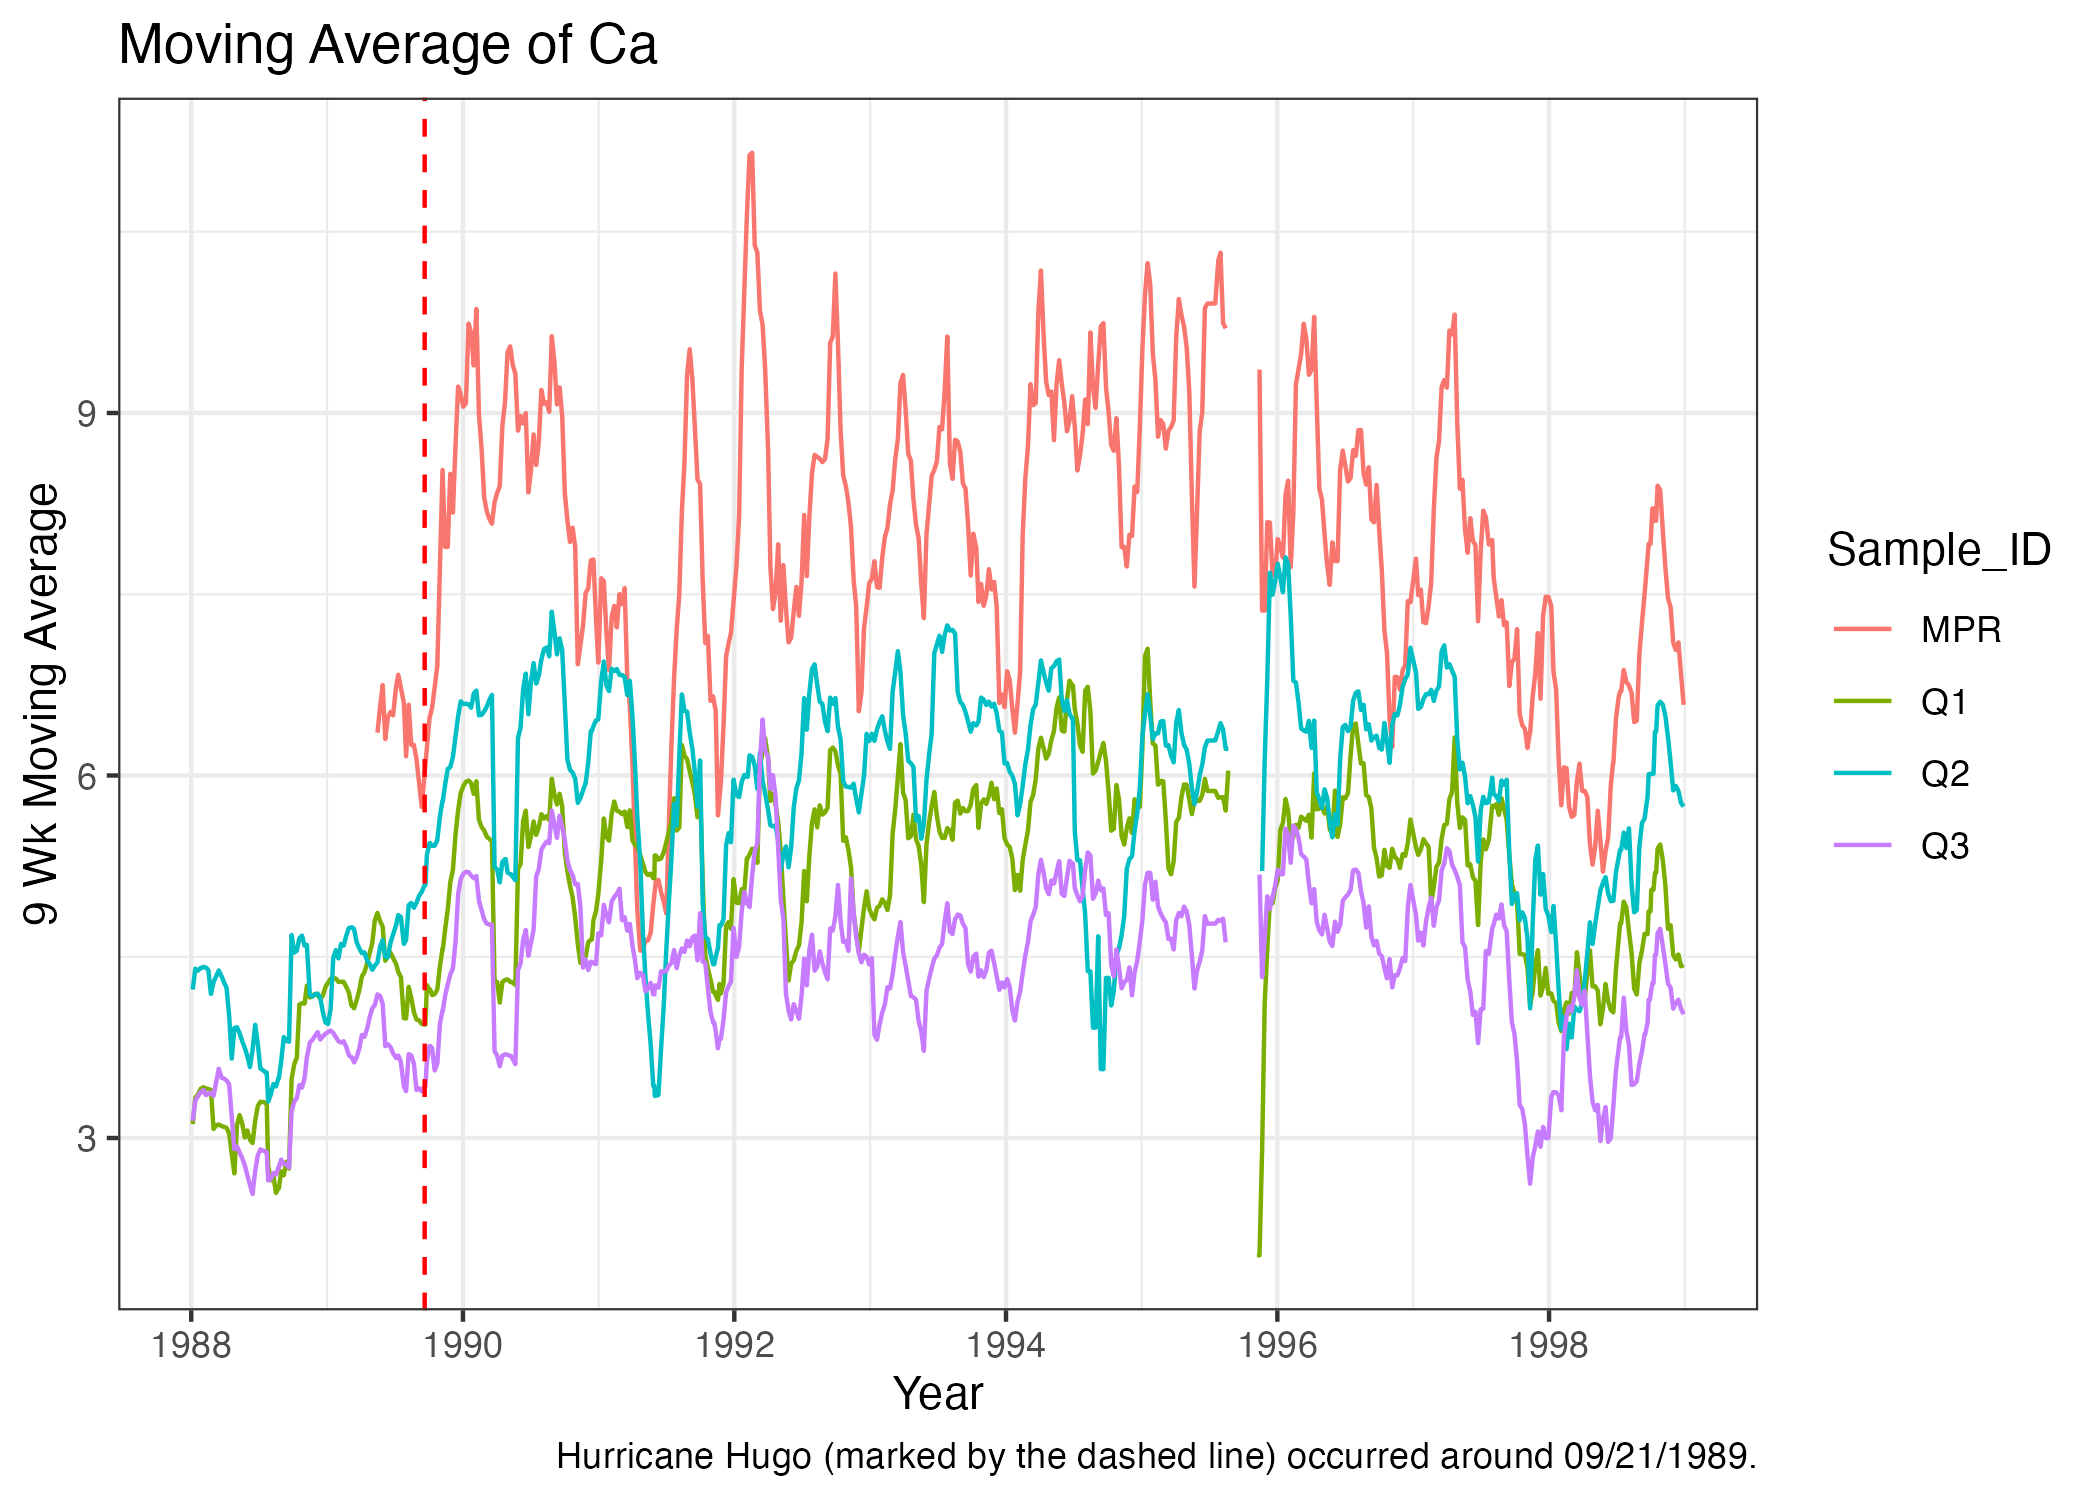 Moving Average of Ca
9 Wk Moving Average
9
6
3
1988
1990
1992
1994
1996
1998
Year
Sample_ID
MPR
Q1
Q2
Q3
Hurricane Hugo (marked by the dashed line) occurred around 09/21/1989.